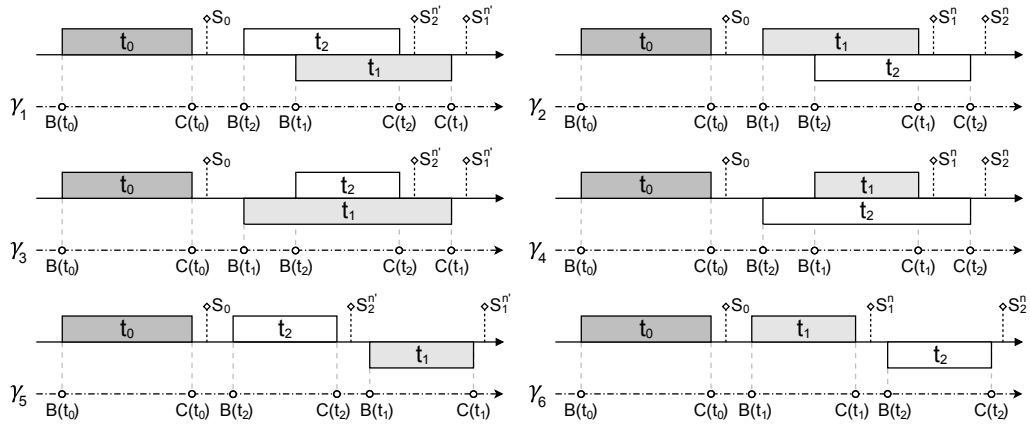 S₀ S₂ⁿ' S₁ⁿ'
t₀ t₂
t₁
γ₁
B(t₀) C(t₀) B(t₂) B(t₁) C(t₂) C(t₁)
S₀ S₁ⁿ S₂ⁿ
t₀ t₁
t₂
γ₂
B(t₀) C(t₀) B(t₁) B(t₂) C(t₁) C(t₂)
S₀ S₂ⁿ' S₁ⁿ'
t₀ t₂
t₁
γ₃
B(t₀) C(t₀) B(t₁) B(t₂) C(t₂) C(t₁)
S₀ S₁ⁿ S₂ⁿ
t₀ t₁
t₂
γ₄
B(t₀) C(t₀) B(t₂) B(t₁) C(t₁) C(t₂)
S₀ S₂ⁿ' S₁ⁿ'
t₀ t₂
t₁
γ₅
B(t₀) C(t₀) B(t₂) C(t₂) B(t₁) C(t₁)
S₀ S₁ⁿ S₂ⁿ
t₀ t₁
t₂
γ₆
B(t₀) C(t₀) B(t₁) C(t₁) B(t₂) C(t₂)